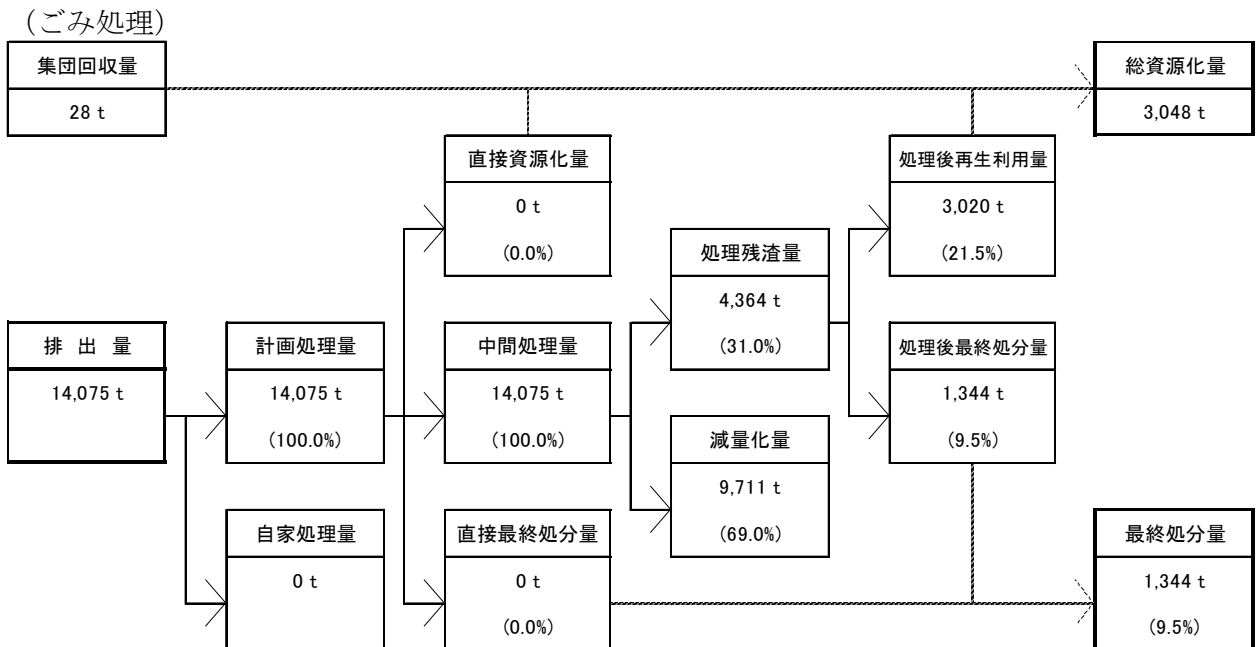 (ごみ処理)
集団回収量
28 t
総資源化量
3,048 t
直接資源化量
0 t
(0.0%)
処理後再生利用量
3,020 t
(21.5%)
処理残渣量
4,364 t
(31.0%)
排 出 量
14,075 t
計画処理量
14,075 t
(100.0%)
中間処理量
14,075 t
(100.0%)
処理後最終処分量
1,344 t
(9.5%)
減量化量
9,711 t
(69.0%)
自家処理量
0 t
直接最終処分量
0 t
(0.0%)
最終処分量
1,344 t
(9.5%)